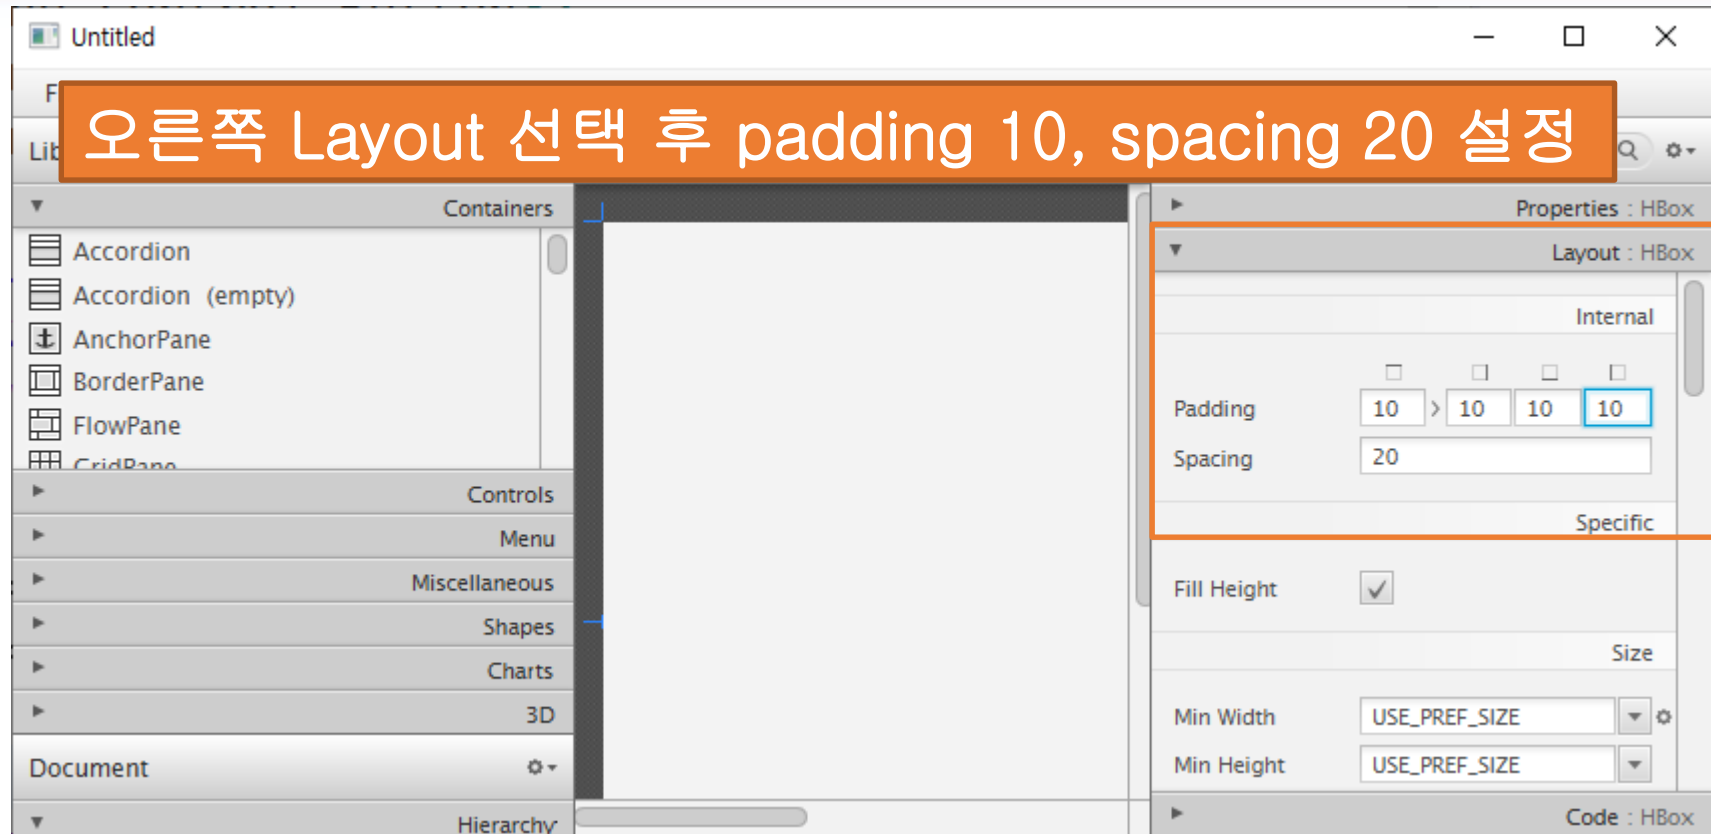 Untitled
오른쪽 Layout 선택 후 padding 10, spacing 20 설정
Containers
Accordion
Accordion (empty)
AnchorPane
BorderPane
FlowPane
GridPane
Controls
Menu
Miscellaneous
Shapes
Charts
3D
Document
Hierarchy
Properties : HBox
Layout : HBox
Internal
Padding 10 > 10 10 10
Spacing 20
Specific
Fill Height
Size
Min Width USE_PREF_SIZE
Min Height USE_PREF_SIZE
Code : HBox